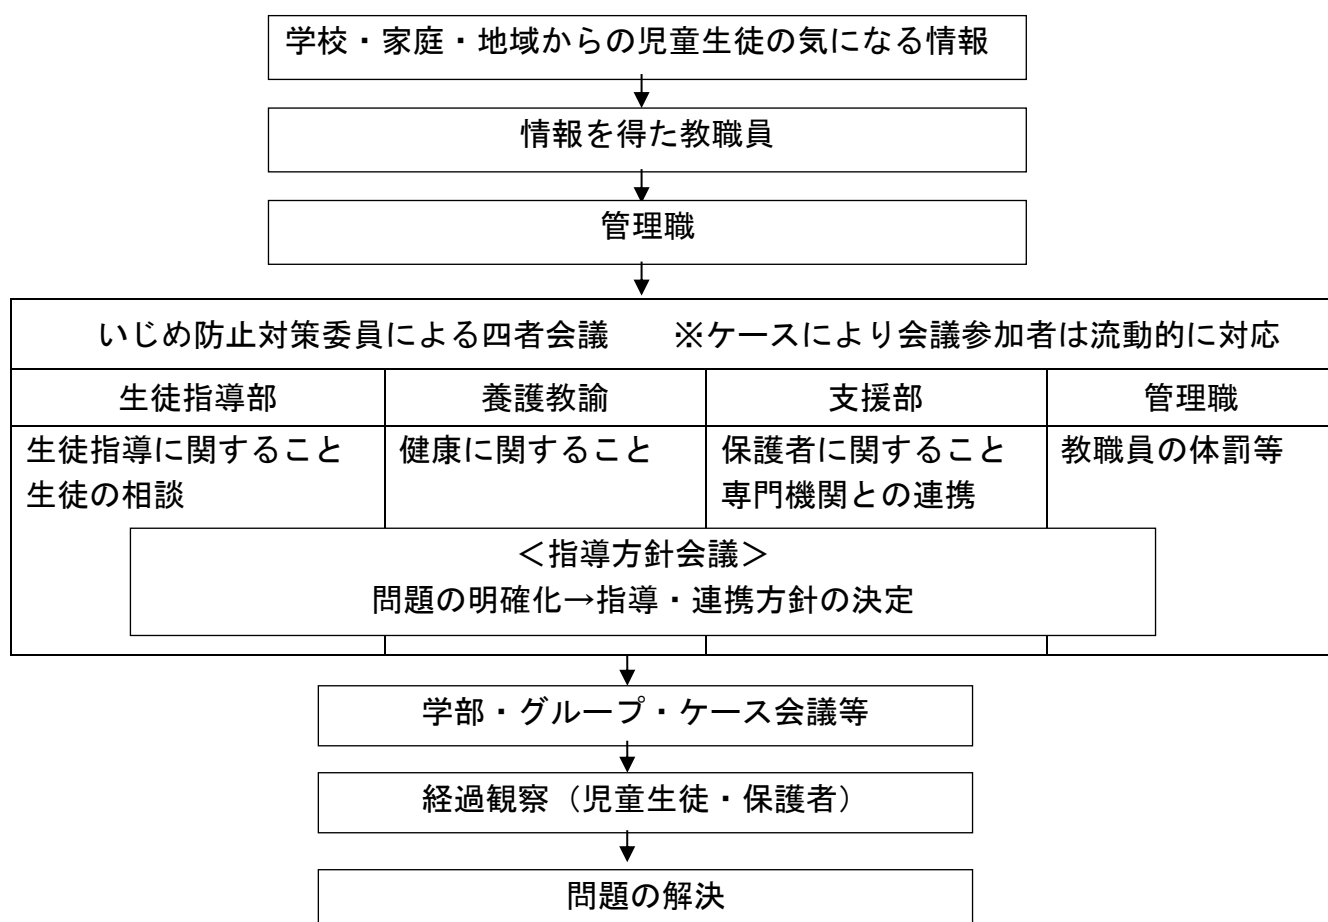 学校・家庭・地域からの児童生徒の気になる情報
情報を得た教職員
管理職
いじめ防止対策委員による四者会議　　※ケースにより会議参加者は流動的に対応
生徒指導部
養護教諭
支援部
管理職
生徒指導に関すること
生徒の相談
健康に関すること
保護者に関すること
専門機関との連携
教職員の体罰等
＜指導方針会議＞
問題の明確化→指導・連携方針の決定
学部・グループ・ケース会議等
経過観察（児童生徒・保護者）
問題の解決